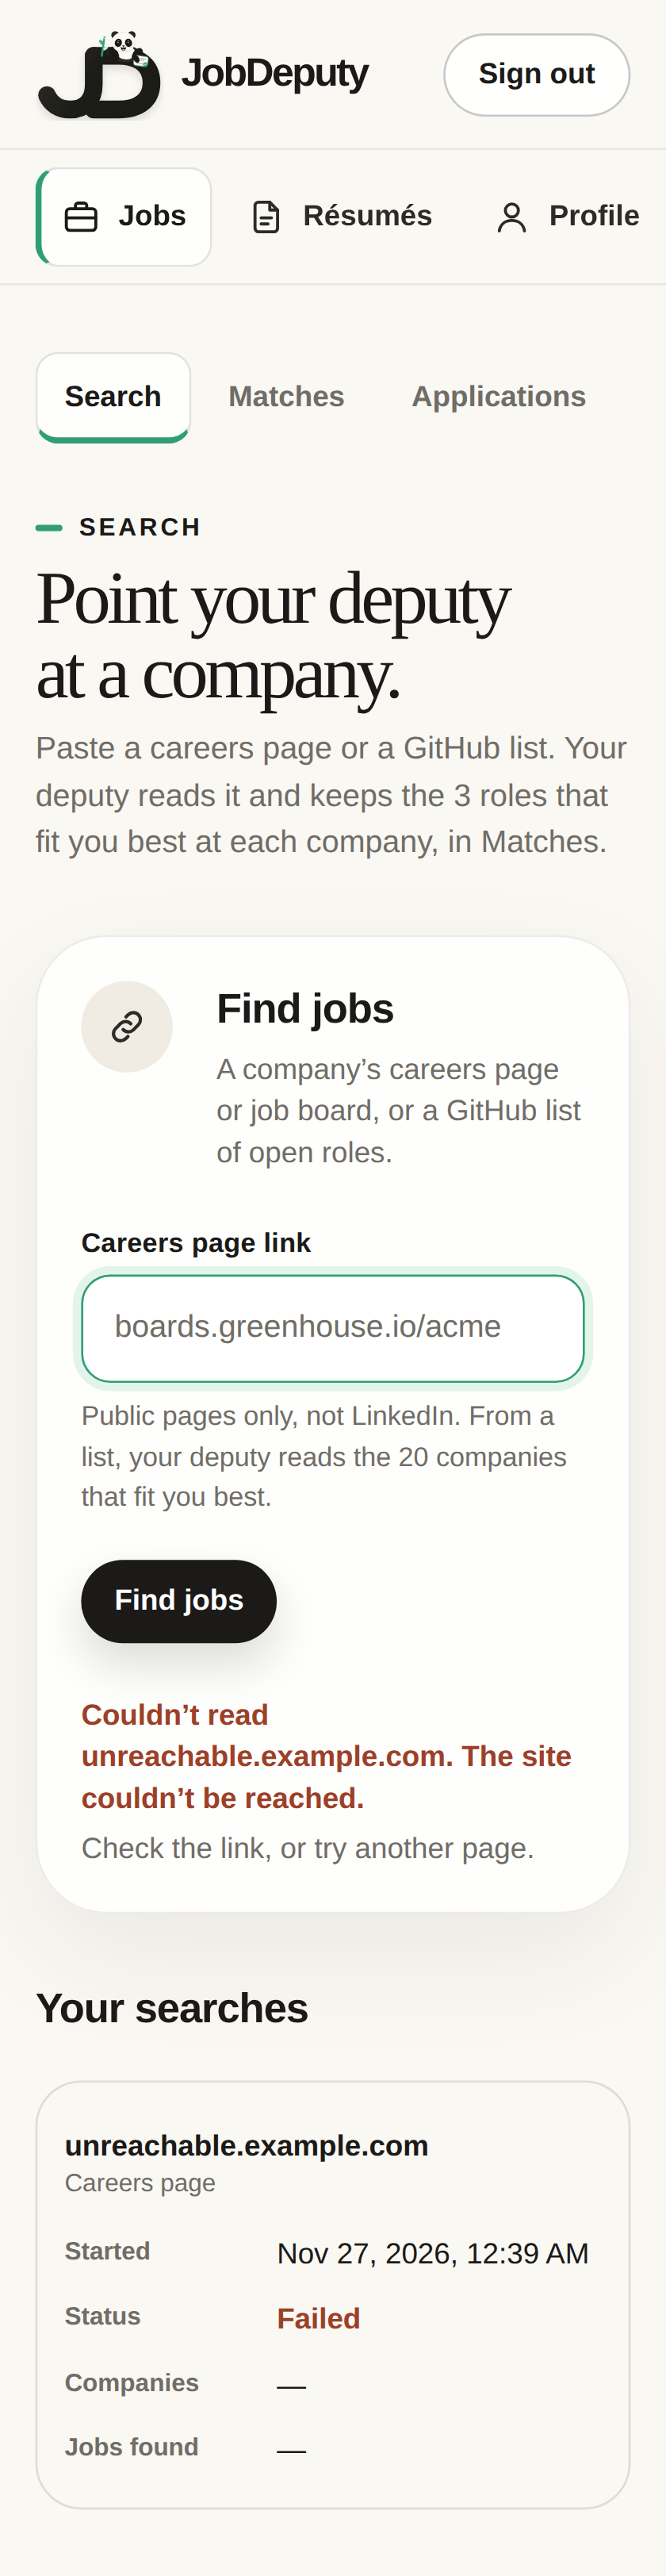 JobDeputy
Sign out
Jobs
Résumés
Profile
Search
Matches
Applications
SEARCH
Point your deputy
at a company.
Paste a careers page or a GitHub list. Your
deputy reads it and keeps the 3 roles that
fit you best at each company, in Matches.
Find jobs
A company’s careers page
or job board, or a GitHub list
of open roles.
Careers page link
boards.greenhouse.io/acme
Public pages only, not LinkedIn. From a
list, your deputy reads the 20 companies
that fit you best.
Find jobs
Couldn’t read
unreachable.example.com. The site
couldn’t be reached.
Check the link, or try another page.
Your searches
unreachable.example.com
Careers page
Started
Nov 27, 2026, 12:39 AM
Status
Failed
Companies
—
Jobs found
—